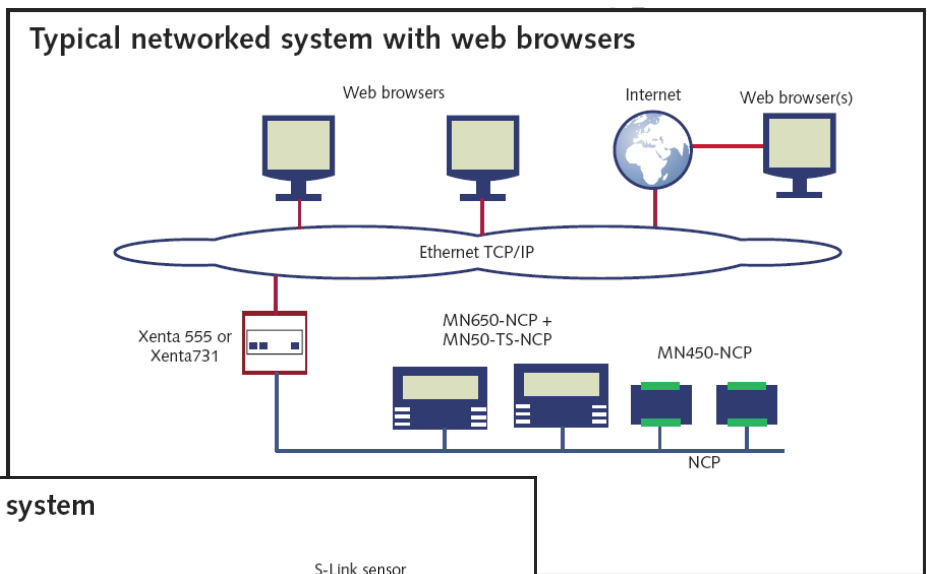 Typical networked system with web browsers
Web browsers
Internet
Web browser(s)
Ethernet TCP/IP
Xenta 555 or
Xenta731
MN650-NCP +
MN50-TS-NCP
MN450-NCP
NCP
system
S-Link sensor